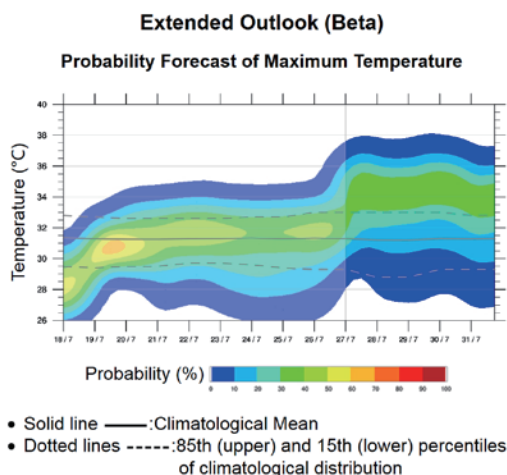 Extended Outlook (Beta)
Probability Forecast of Maximum Temperature
Temperature (°C)
40
38
36
34
32
30
28
26
18 / 7 19 / 7 20 / 7 21 / 7 22 / 7 23 / 7 24 / 7 25 / 7 26 / 7 27 / 7 28 / 7 29 / 7 30 / 7 31 / 7
Probability (%)
0 10 20 30 40 50 60 70 80 90 100
• Solid line ——:Climatological Mean
• Dotted lines ----:85th (upper) and 15th (lower) percentiles
of climatological distribution